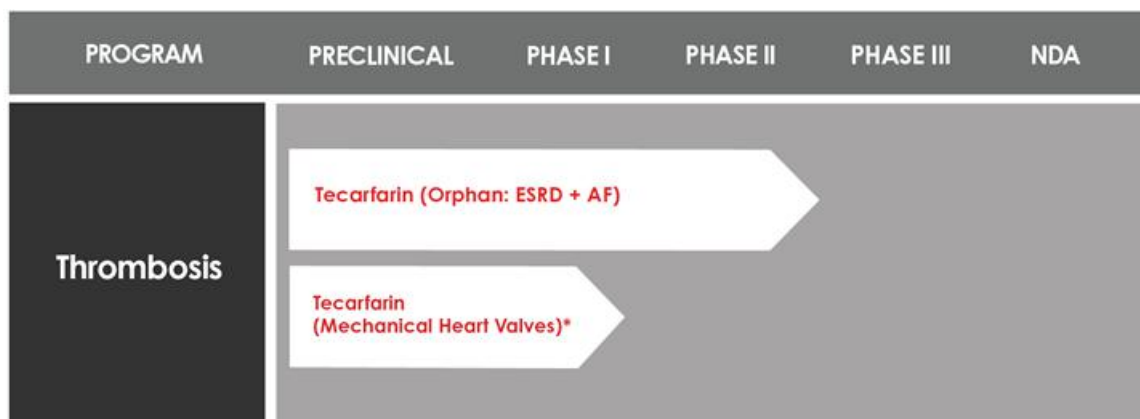 PROGRAM PRECLINICAL PHASE I PHASE II PHASE III NDA
Thrombosis
Tecarfarin (Orphan: ESRD + AF)
Tecarfarin
(Mechanical Heart Valves)*